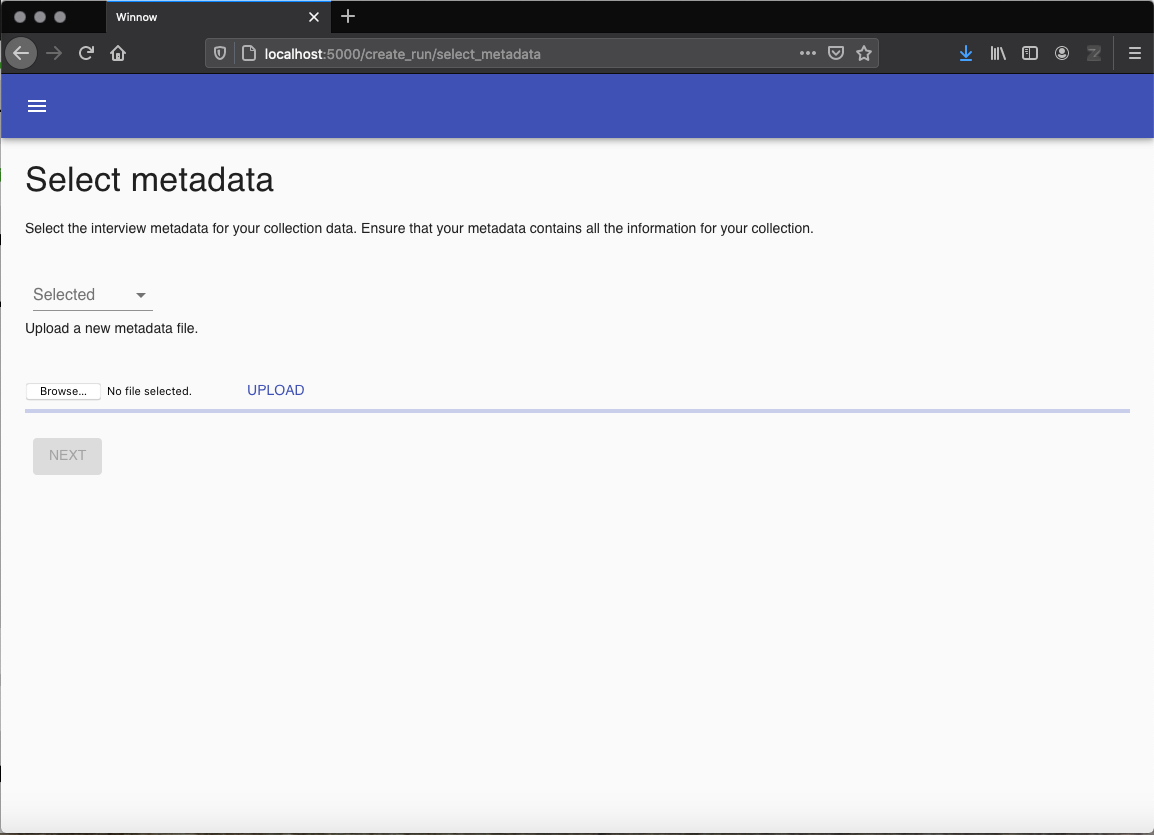 Winnow
localhost:5000/create_run/select_metadata
Select metadata
Select the interview metadata for your collection data. Ensure that your metadata contains all the information for your collection.
Selected
Upload a new metadata file.
Browse... No file selected. UPLOAD
NEXT